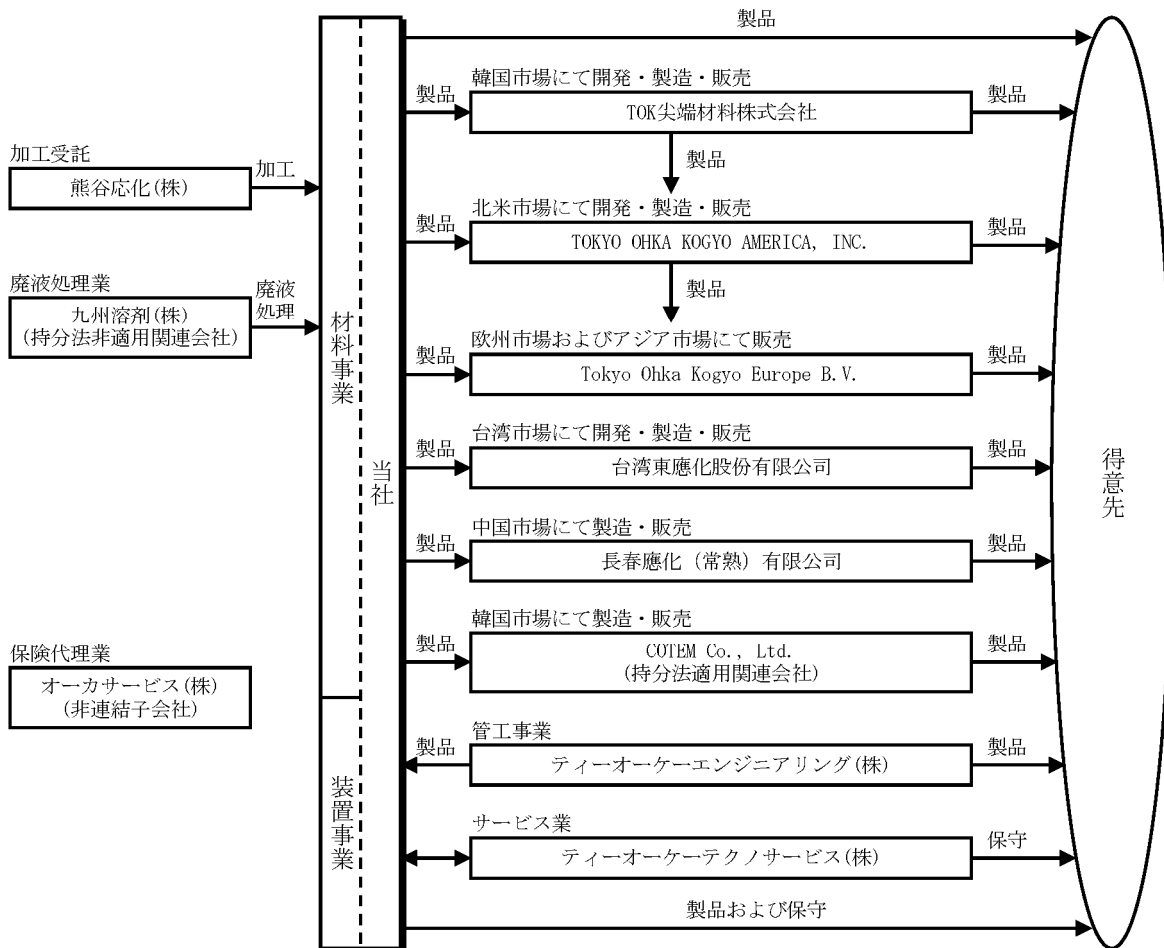 製品
韓国市場にて開発・製造・販売
製品
TOK尖端材料株式会社
製品
製品
加工受託
熊谷応化(株)
加工
北米市場にて開発・製造・販売
製品
TOKYO OHKA KOGYO AMERICA, INC.
製品
製品
廃液処理業
九州溶剤(株)
(持分法非適用関連会社)
廃液
処理
欧州市場およびアジア市場にて販売
製品
Tokyo Ohka Kogyo Europe B.V.
製品
材料事業
当社
台湾市場にて開発・製造・販売
製品
台湾東應化股份有限公司
製品
得意先
中国市場にて製造・販売
製品
長春應化（常熟）有限公司
製品
韓国市場にて製造・販売
製品
COTEM Co., Ltd.
(持分法適用関連会社)
製品
保険代理業
オーカサービス(株)
(非連結子会社)
管工事業
製品
ティーオーケーエンジニアリング(株)
製品
装置事業
サービス業
ティーオーケーテクノサービス(株)
保守
製品および保守